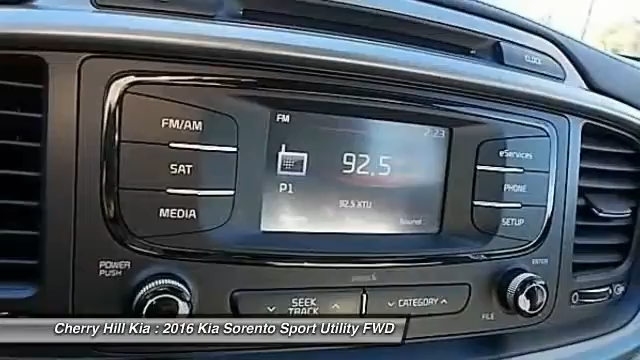 CLOCK
FM/AM
SAT
MEDIA
FM
2:23
92.5
P1
92.5 XTU
Sound
eServices
PHONE
SETUP
POWER
PUSH
SEEK
TRACK
CATEGORY
ENTER
FILE
Cherry Hill Kia : 2016 Kia Sorento Sport Utility FWD